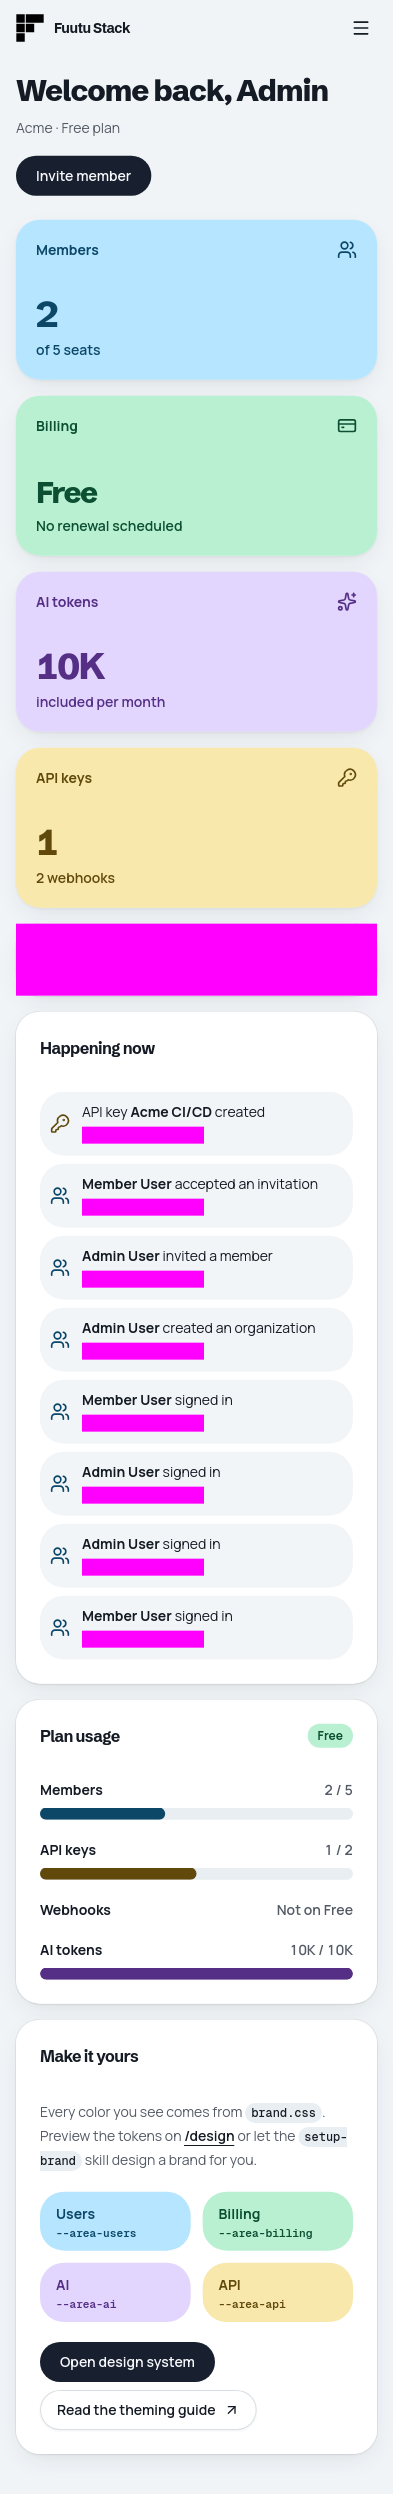 Fuutu Stack
Welcome back, Admin
Acme · Free plan
Invite member
Members
2
of 5 seats
Billing
Free
No renewal scheduled
AI tokens
10K
included per month
API keys
1
2 webhooks
Happening now
API key Acme CI/CD created
Member User accepted an invitation
Admin User invited a member
Admin User created an organization
Member User signed in
Admin User signed in
Admin User signed in
Member User signed in
Plan usage Free
Members 2 / 5
API keys 1 / 2
Webhooks Not on Free
AI tokens 10K / 10K
Make it yours
Every color you see comes from brand.css.
Preview the tokens on /design or let the setup-
brand skill design a brand for you.
Users Billing
--area-users --area-billing
AI API
--area-ai --area-api
Open design system
Read the theming guide